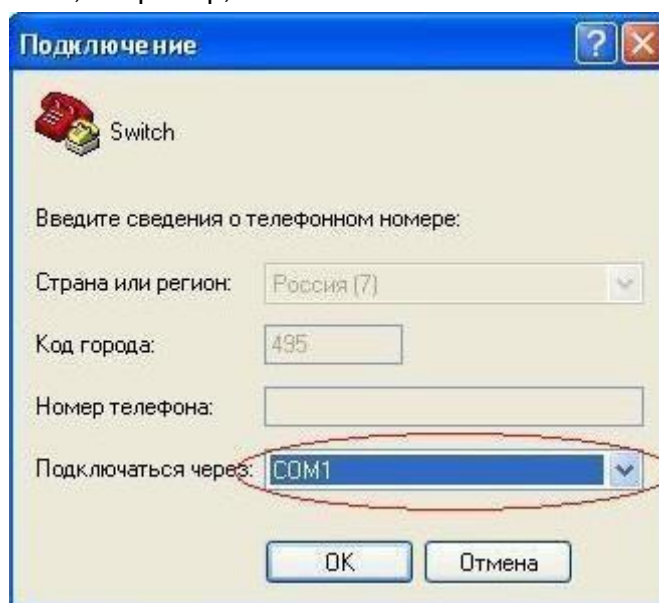 Подключение
Switch
Введите сведения о телефонном номере:
Страна или регион: Россия (7)
Код города: 495
Номер телефона:
Подключаться через: COM1
OK Отмена